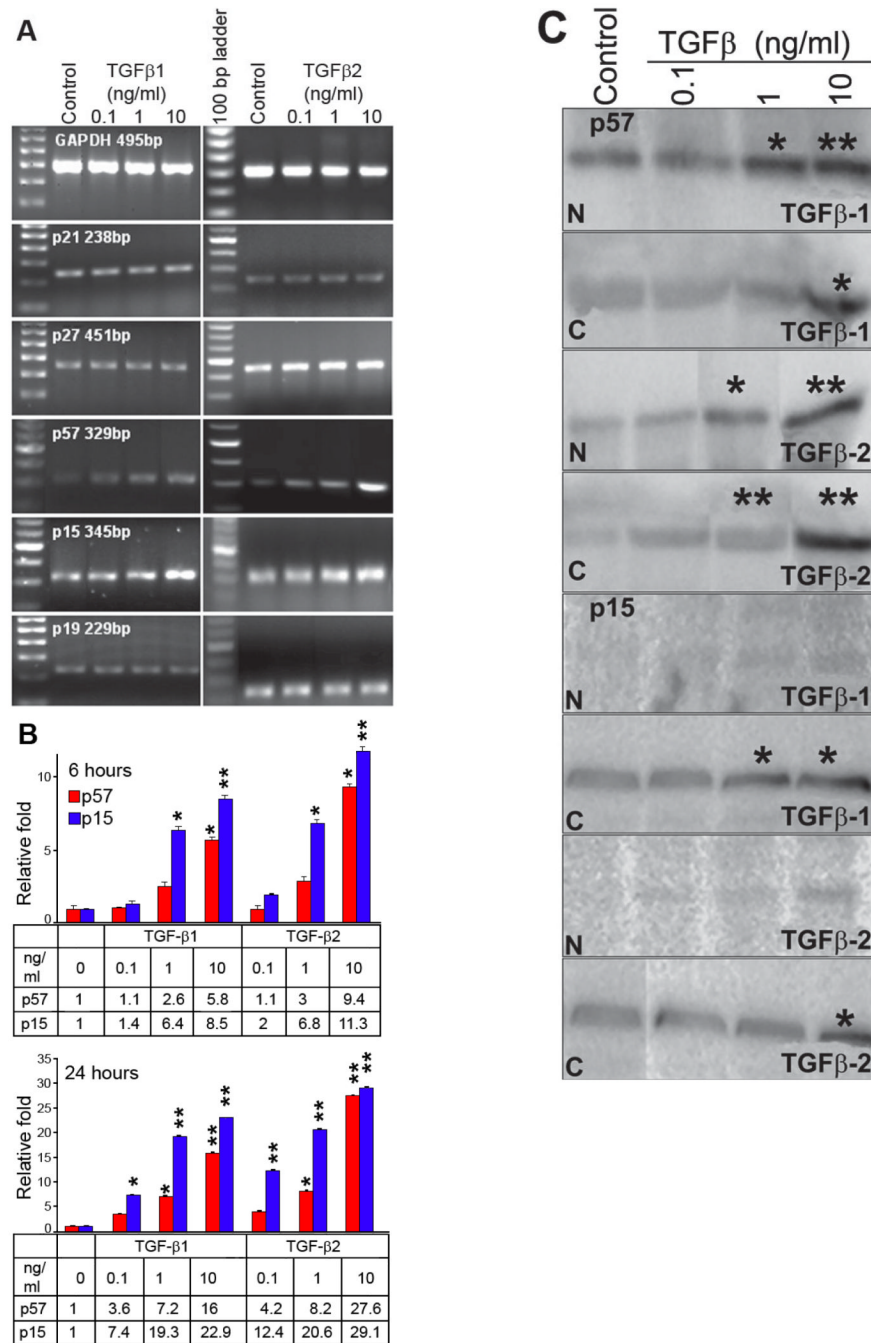 A
Control
TGFβ1
(ng/ml)
0.1 1 10
100 bp ladder
Control
TGFβ2
(ng/ml)
0.1 1 10
GAPDH 495bp
p21 238bp
p27 451bp
p57 329bp
p15 345bp
p19 229bp
B
6 hours
p57
p15
Relative fold
10
5
0
* * ** * * **
TGF-β1 TGF-β2
ng/ml 0 0.1 1 10 0.1 1 10
p57 1 1.1 2.6 5.8 1.1 3 9.4
p15 1 1.4 6.4 8.5 2 6.8 11.3
24 hours
Relative fold
35
30
25
20
15
10
5
0
* * ** ** ** ** * ** ** **
TGF-β1 TGF-β2
ng/ml 0 0.1 1 10 0.1 1 10
p57 1 3.6 7.2 16 4.2 8.2 27.6
p15 1 7.4 19.3 22.9 12.4 20.6 29.1
C
Control
TGFβ (ng/ml)
0.1 1 10
p57
* **
N TGFβ-1
*
C TGFβ-1
* **
N TGFβ-2
** **
C TGFβ-2
p15
N TGFβ-1
* *
C TGFβ-1
N TGFβ-2
*
C TGFβ-2